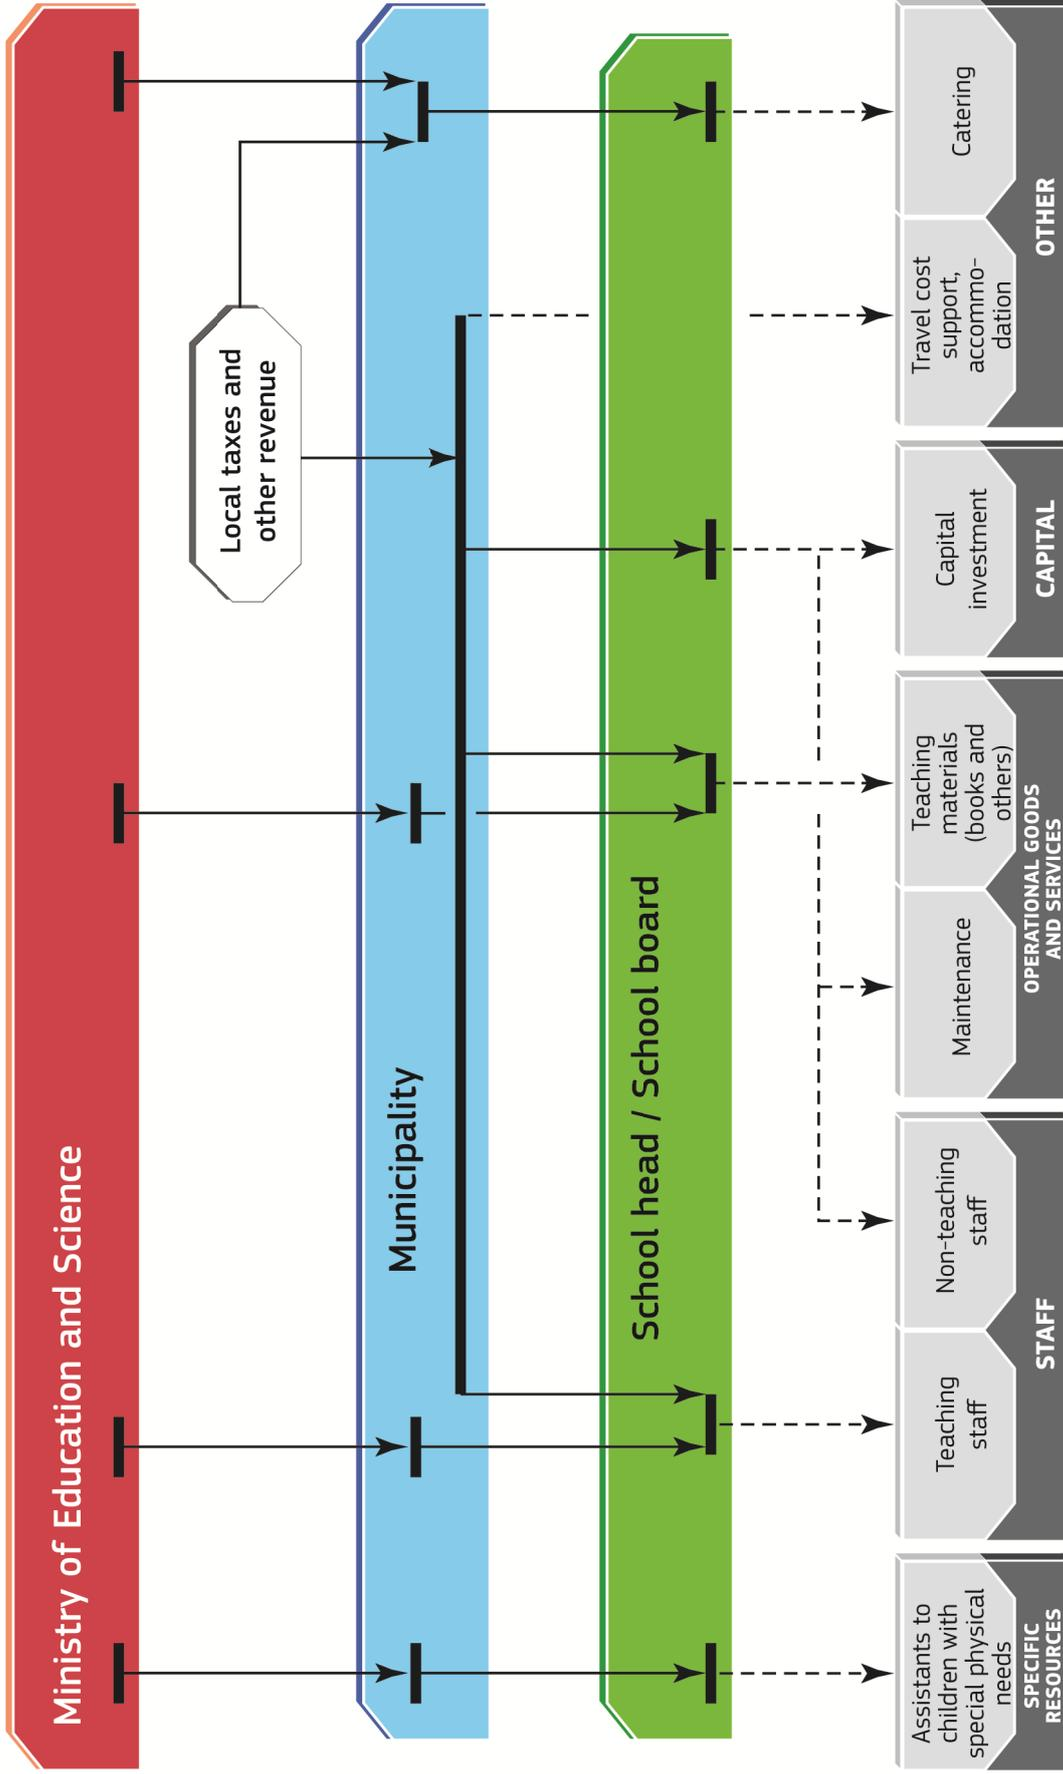 Ministry of Education and Science
Local taxes and
other revenue
Municipality
School head / School board
Assistants to
children with
special physical
needs
Teaching
staff
Non-teaching
staff
Maintenance
Teaching
materials
(books and
others)
Capital
investment
Travel cost
support,
accommo-
dation
Catering
SPECIFIC
RESOURCES
STAFF
OPERATIONAL GOODS
AND SERVICES
CAPITAL
OTHER